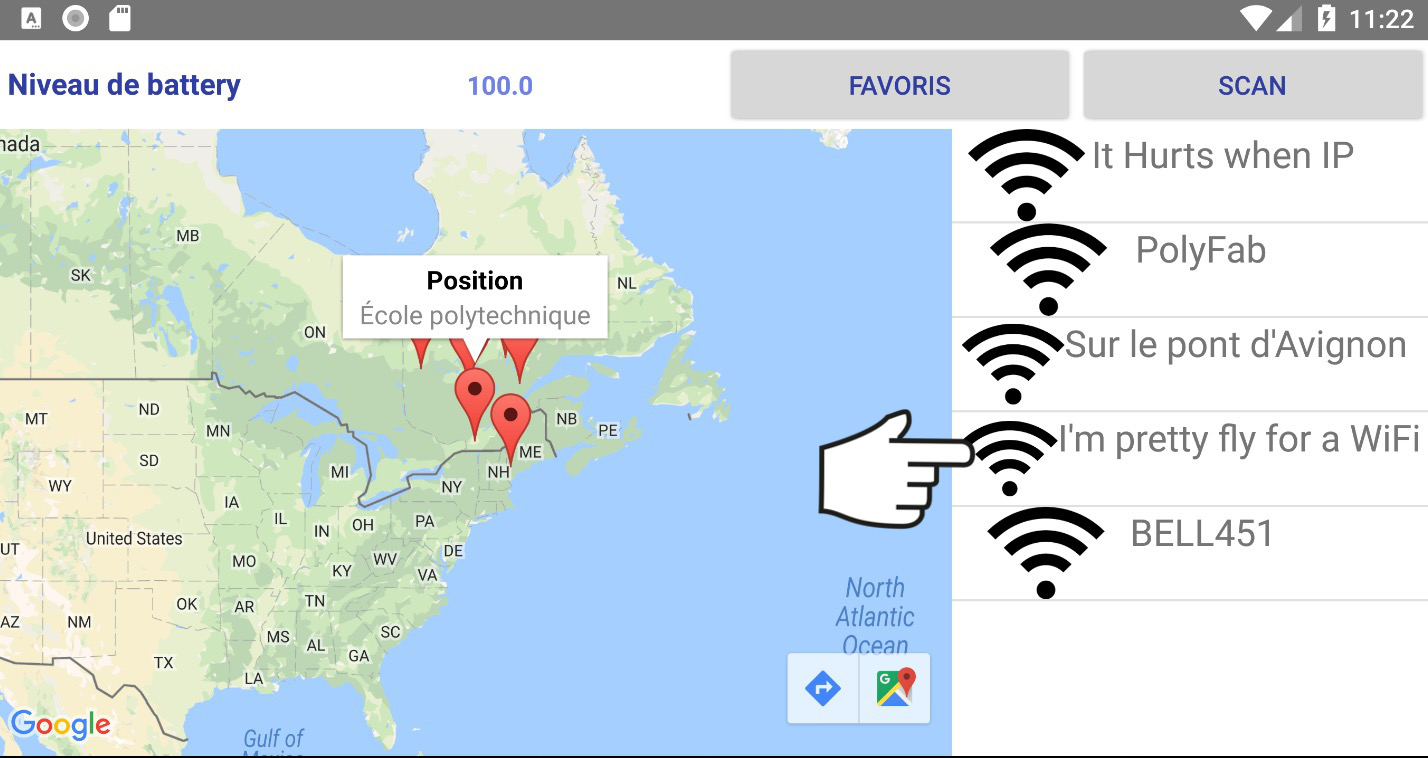 11:22
Niveau de battery 100.0 FAVORIS SCAN
nada
MB
SK
NL
Position
École polytechnique
ON
NB
PE
ME
NH
MT
ND
MN
SD
WY
MI
NY
IA
IL
IN
OH
PA
United States
UT
MO
KY
WV
DE
VA
OK
AR
TN
AZ
NM
MS
AL
SC
GA
TX
LA
North
Atlantic
Ocean
Google
Gulf of
It Hurts when IP
PolyFab
Sur le pont d'Avignon
I'm pretty fly for a WiFi
BELL451